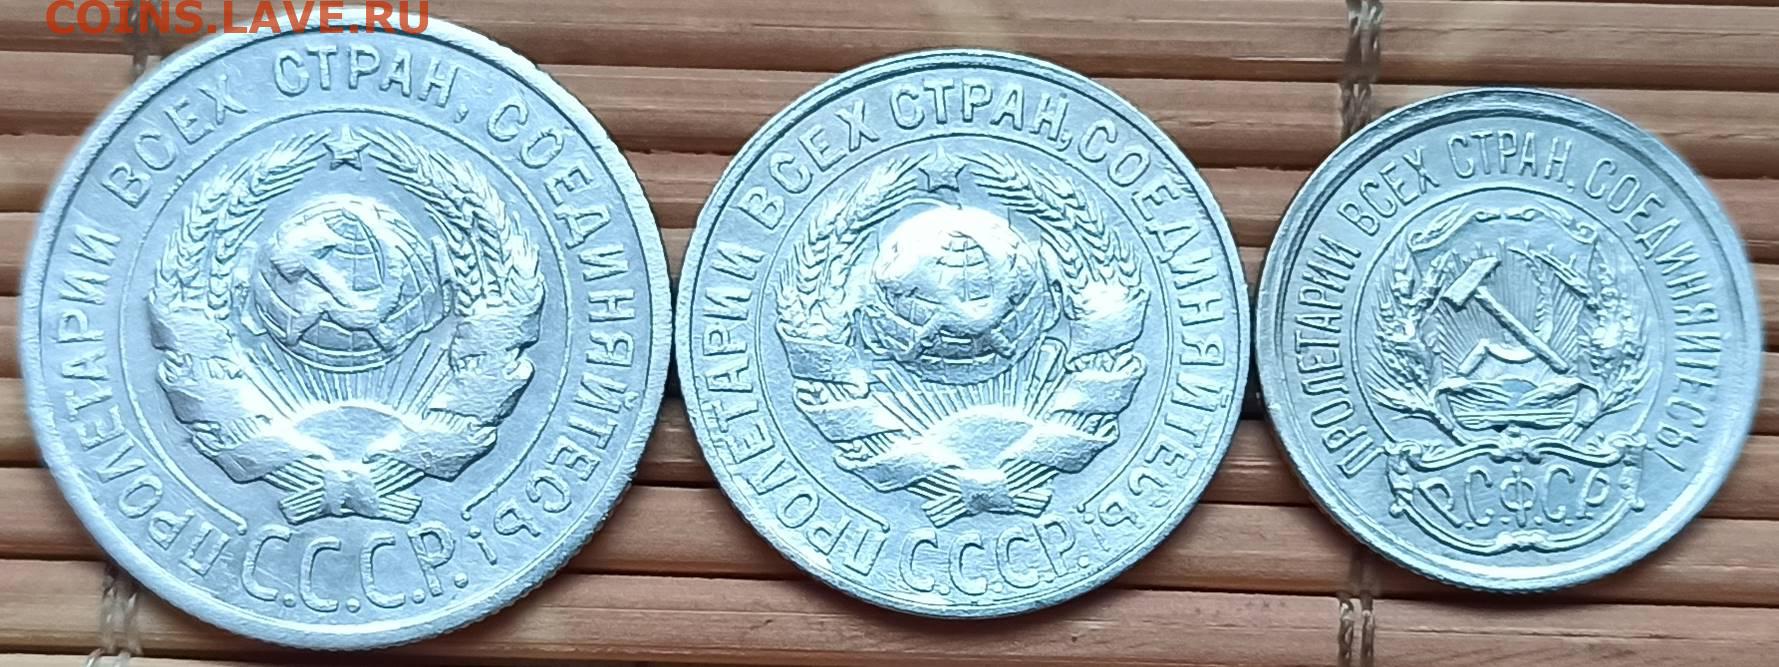 COINS.LAVE.RU
ПРОЛЕТАРИИ ВСЕХ СТРАН, СОЕДИНЯЙТЕСЬ!
С.С.С.Р.
ПРОЛЕТАРИИ ВСЕХ СТРАН, СОЕДИНЯЙТЕСЬ!
С.С.С.Р.
ПРОЛЕТАРИИ ВСЕХ СТРАН, СОЕДИНЯЙТЕСЬ!
Р.С.Ф.С.Р.